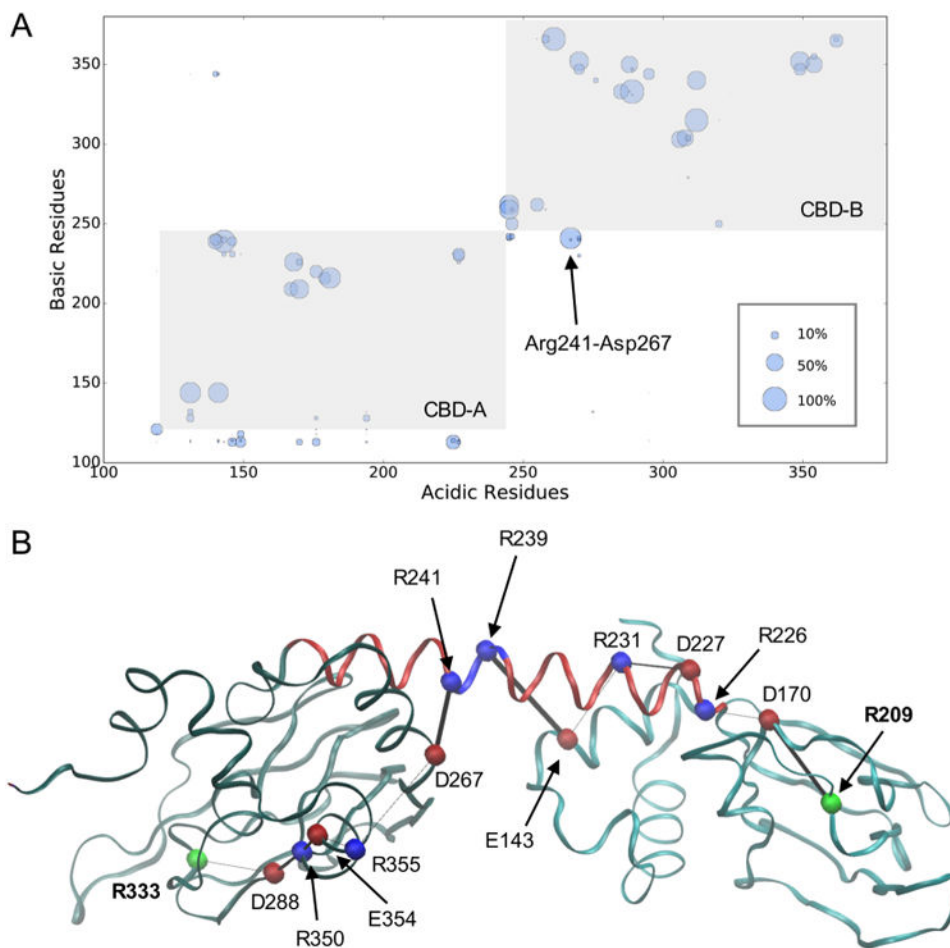 A
Basic Residues
350
300
250
200
150
100
CBD-B
Arg241-Asp267
10%
50%
100%
CBD-A
100
150
200
250
300
350
Acidic Residues
B
R239
R241
R231
D227
R226
D170
R209
D267
E143
R333
D288
R355
E354
R350